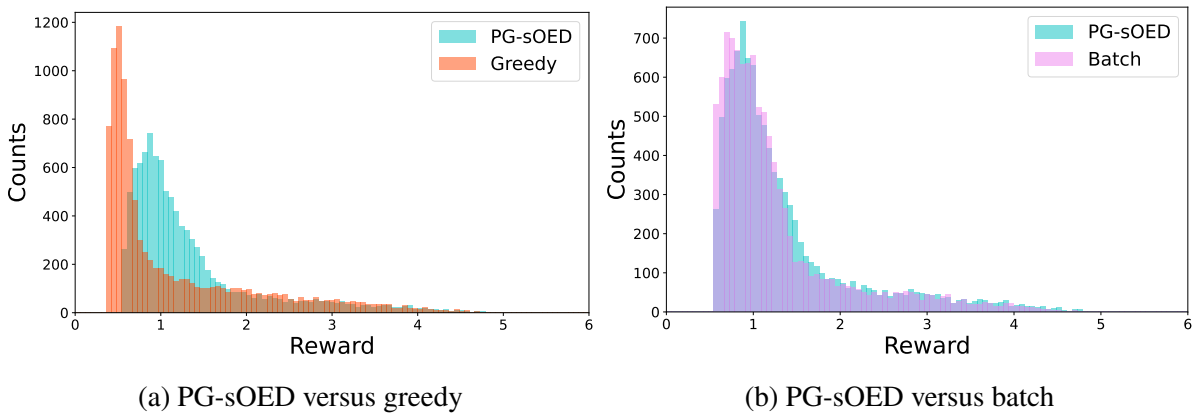 1200
1000
800
600
400
200
0
Counts
PG-sOED
Greedy
0 1 2 3 4 5 6
Reward
(a) PG-sOED versus greedy
700
600
500
400
300
200
100
0
Counts
PG-sOED
Batch
0 1 2 3 4 5 6
Reward
(b) PG-sOED versus batch